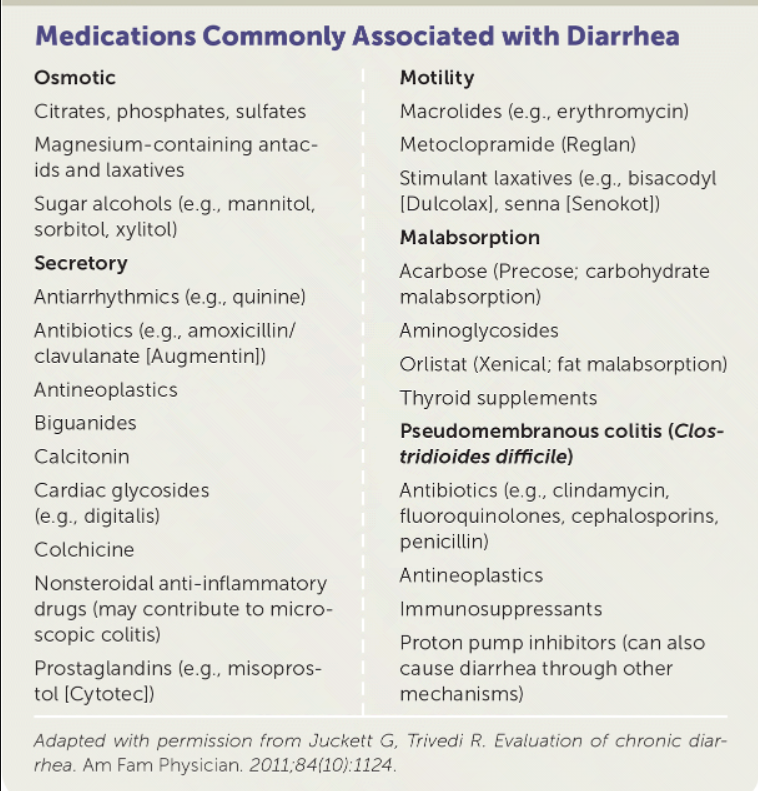 Medications Commonly Associated with Diarrhea
Osmotic
Citrates, phosphates, sulfates
Magnesium-containing antac-
ids and laxatives
Sugar alcohols (e.g., mannitol,
sorbitol, xylitol)
Secretory
Antiarrhythmics (e.g., quinine)
Antibiotics (e.g., amoxicillin/
clavulanate [Augmentin])
Antineoplastics
Biguanides
Calcitonin
Cardiac glycosides
(e.g., digitalis)
Colchicine
Nonsteroidal anti-inflammatory
drugs (may contribute to micro-
scopic colitis)
Prostaglandins (e.g., misopros-
tol [Cytotec])
Motility
Macrolides (e.g., erythromycin)
Metoclopramide (Reglan)
Stimulant laxatives (e.g., bisacodyl
[Dulcolax], senna [Senokot])
Malabsorption
Acarbose (Precose; carbohydrate
malabsorption)
Aminoglycosides
Orlistat (Xenical; fat malabsorption)
Thyroid supplements
Pseudomembranous colitis (Clos-
tridioides difficile)
Antibiotics (e.g., clindamycin,
fluoroquinolones, cephalosporins,
penicillin)
Antineoplastics
Immunosuppressants
Proton pump inhibitors (can also
cause diarrhea through other
mechanisms)
Adapted with permission from Juckett G, Trivedi R. Evaluation of chronic diar-
rhea. Am Fam Physician. 2011;84(10):1124.